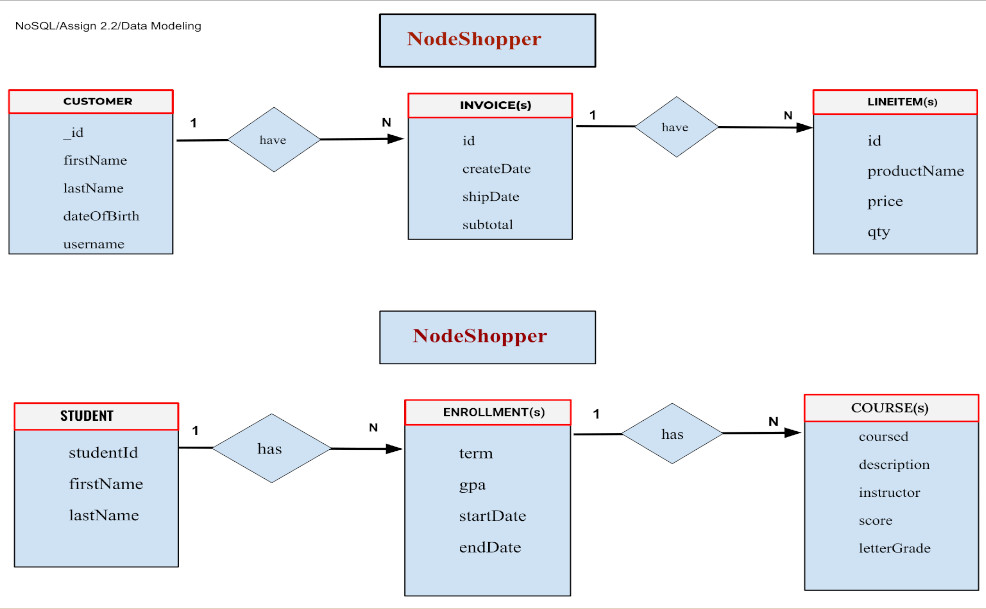 NoSQL/Assign 2.2/Data Modeling
NodeShopper
CUSTOMER
_id
firstName
lastName
dateOfBirth
username
1
have
N
INVOICE(s)
id
createDate
shipDate
subtotal
1
have
N
LINEITEM(s)
id
productName
price
qty
NodeShopper
STUDENT
studentId
firstName
lastName
1
has
N
ENROLLMENT(s)
term
gpa
startDate
endDate
1
has
N
COURSE(s)
coursed
description
instructor
score
letterGrade